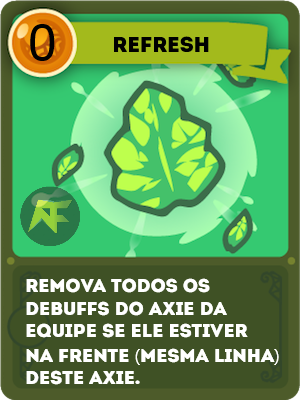 0
REFRESH
REMOVA TODOS OS
DEBUFFS DO AXIE DA
EQUIPE SE ELE ESTIVER
NA FRENTE (MESMA LINHA)
DESTE AXIE.